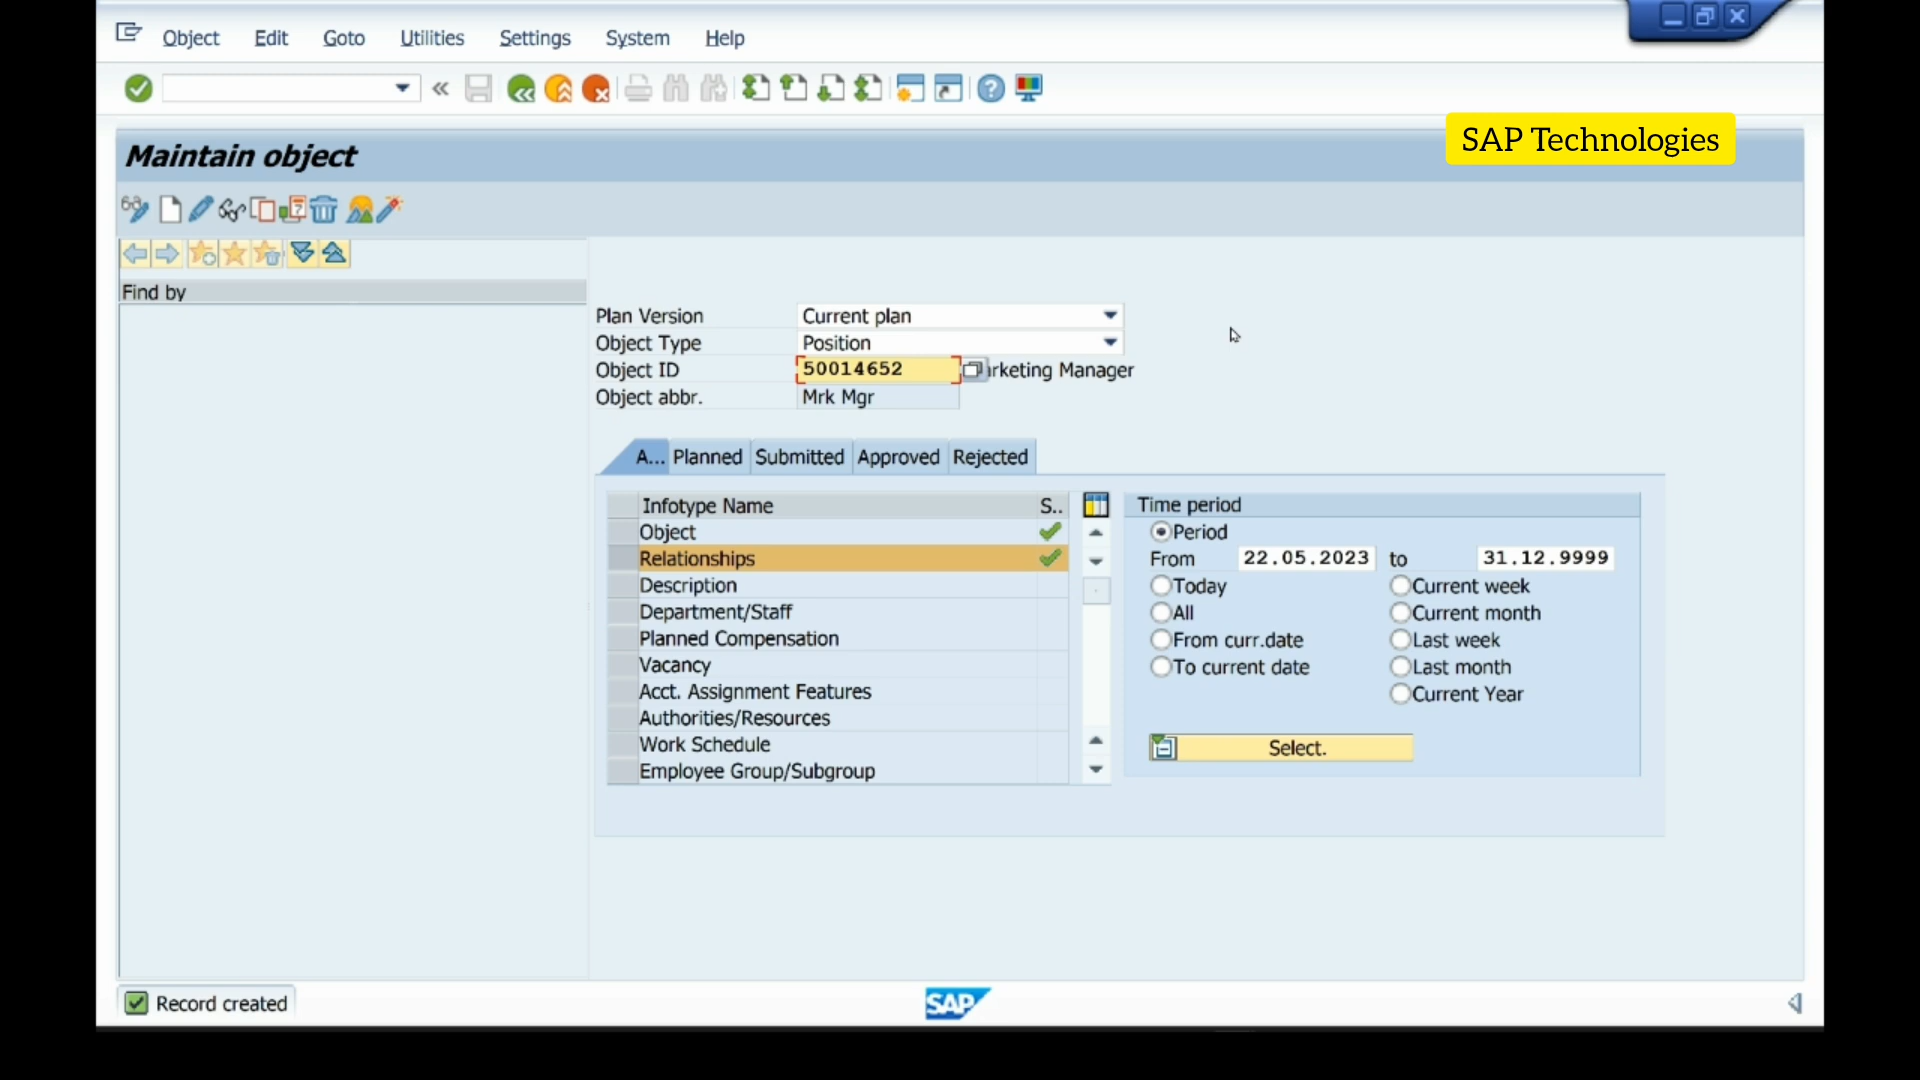 Object Edit Goto Utilities Settings System Help
SAP Technologies
Maintain object
Find by
Plan Version Current plan
Object Type Position
Object ID 50014652 rketing Manager
Object abbr. Mrk Mgr
A... Planned Submitted Approved Rejected
Infotype Name S..
Object
Relationships
Description
Department/Staff
Planned Compensation
Vacancy
Acct. Assignment Features
Authorities/Resources
Work Schedule
Employee Group/Subgroup
Time period
Period
From 22.05.2023 to 31.12.9999
Today Current week
All Current month
From curr.date Last week
To current date Last month
Current Year
Select.
Record created
SAP